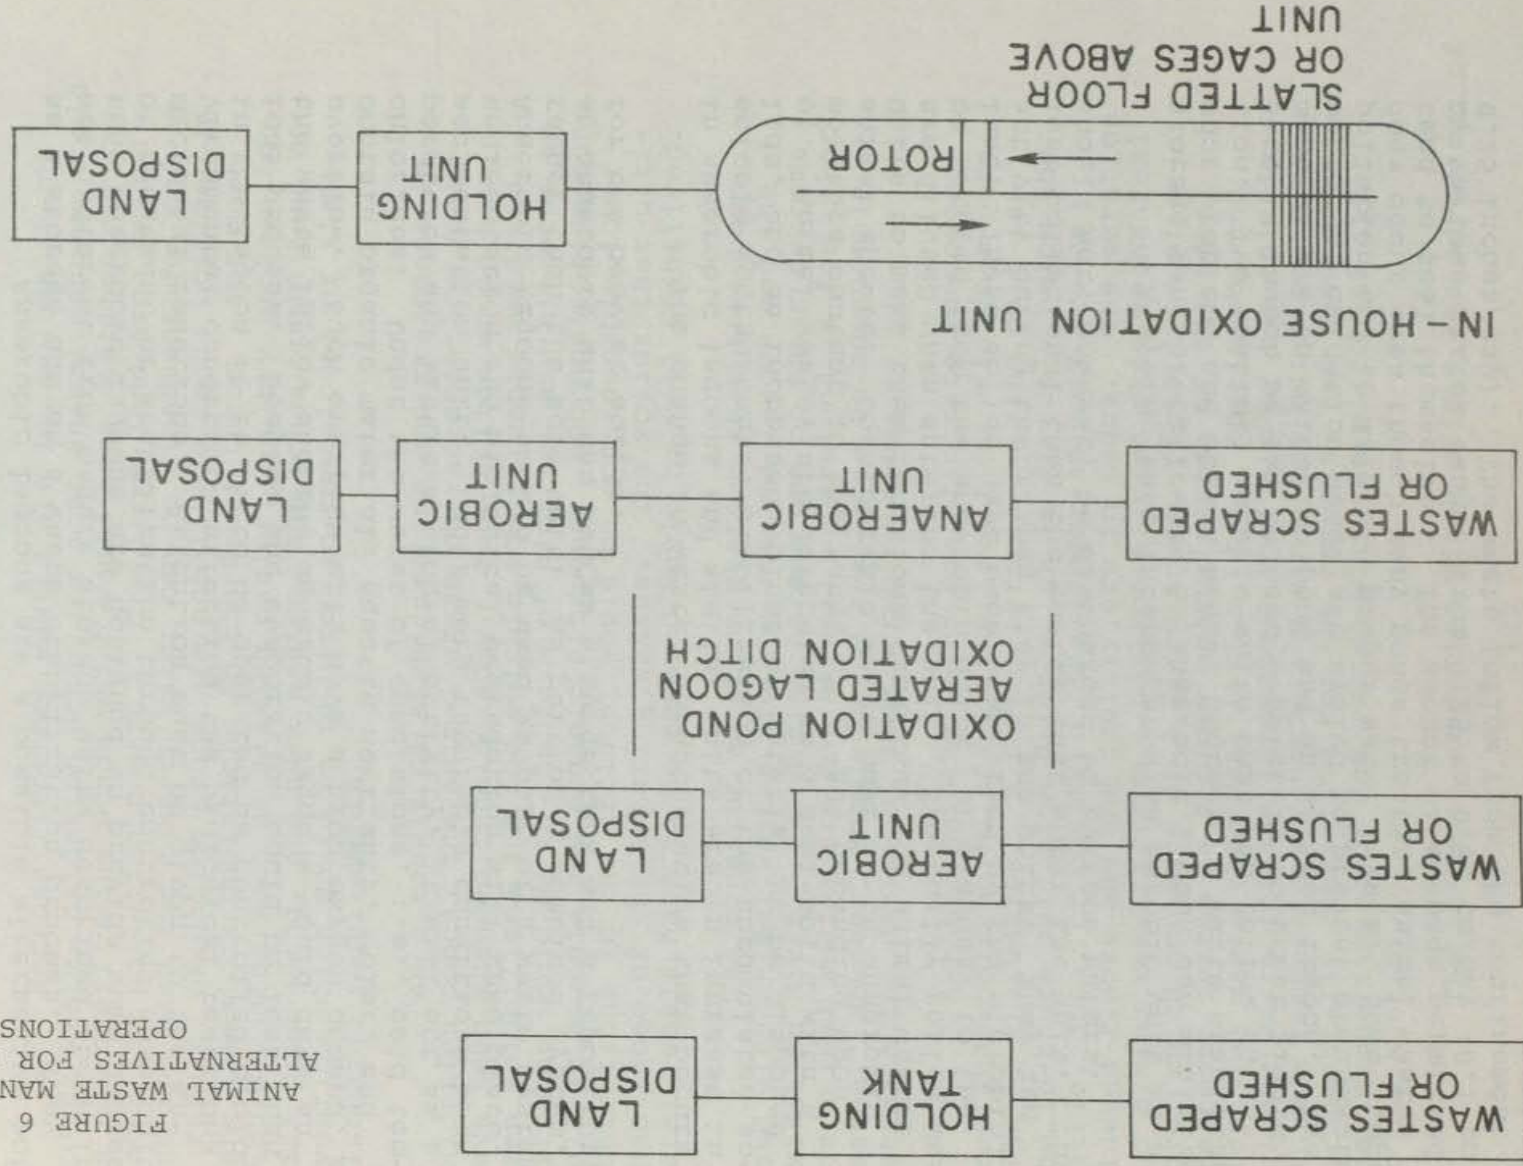 FIGURE 6
ANIMAL WASTE MAN
ALTERNATIVES FOR
OPERATIONS
WASTES SCRAPED
OR FLUSHED
HOLDING
TANK
LAND
DISPOSAL
WASTES SCRAPED
OR FLUSHED
AEROBIC
UNIT
LAND
DISPOSAL
OXIDATION POND
AERATED LAGOON
OXIDATION DITCH
WASTES SCRAPED
OR FLUSHED
ANAEROBIC
UNIT
AEROBIC
UNIT
LAND
DISPOSAL
IN-HOUSE OXIDATION UNIT
ROTOR
SLATTED FLOOR
OR CAGES ABOVE
UNIT
HOLDING
UNIT
LAND
DISPOSAL